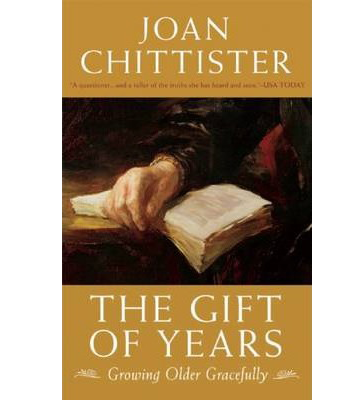 JOAN
CHITTISTER
"A questioner...and a teller of the truths she has heard and seen."—USA TODAY
THE GIFT
OF YEARS
Growing Older Gracefully